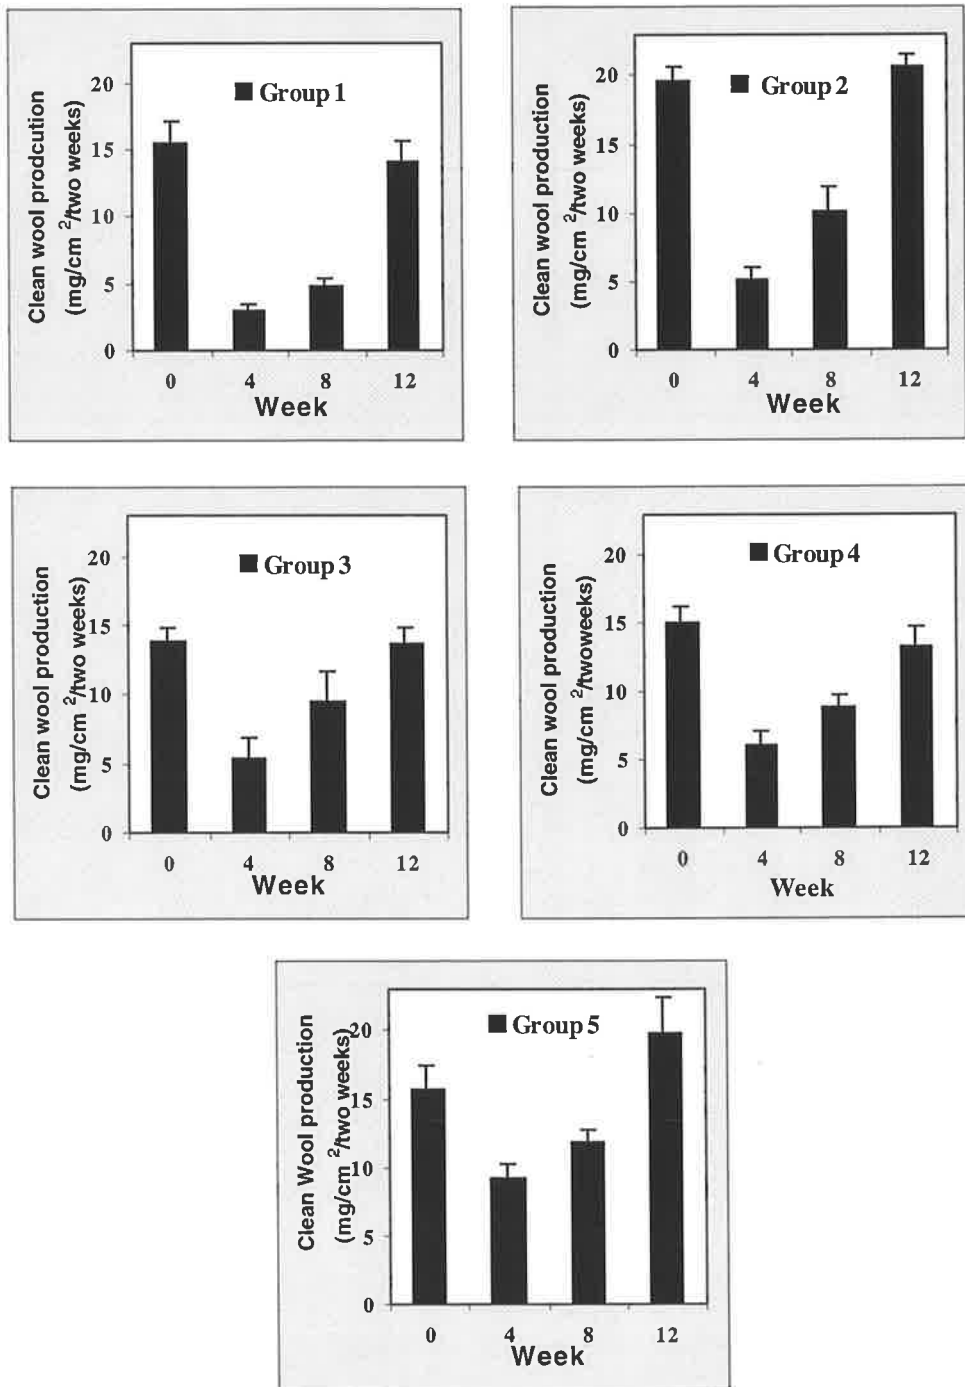 Clean wool prodcution
(mg/cm 2/two weeks)
20
15
10
5
0
Group 1
0 4 8 12
Week
Clean wool production
(mg/cm 2/two weeks)
20
15
10
5
0
Group 2
0 4 8 12
Week
Clean wool production
(mg/cm 2/two weeks)
20
15
10
5
0
Group 3
0 4 8 12
Week
Clean wool production
(mg/cm 2/twoweeks)
20
15
10
5
0
Group 4
0 4 8 12
Week
Clean Wool production
(mg/cm 2/two weeks)
20
15
10
5
0
Group 5
0 4 8 12
Week